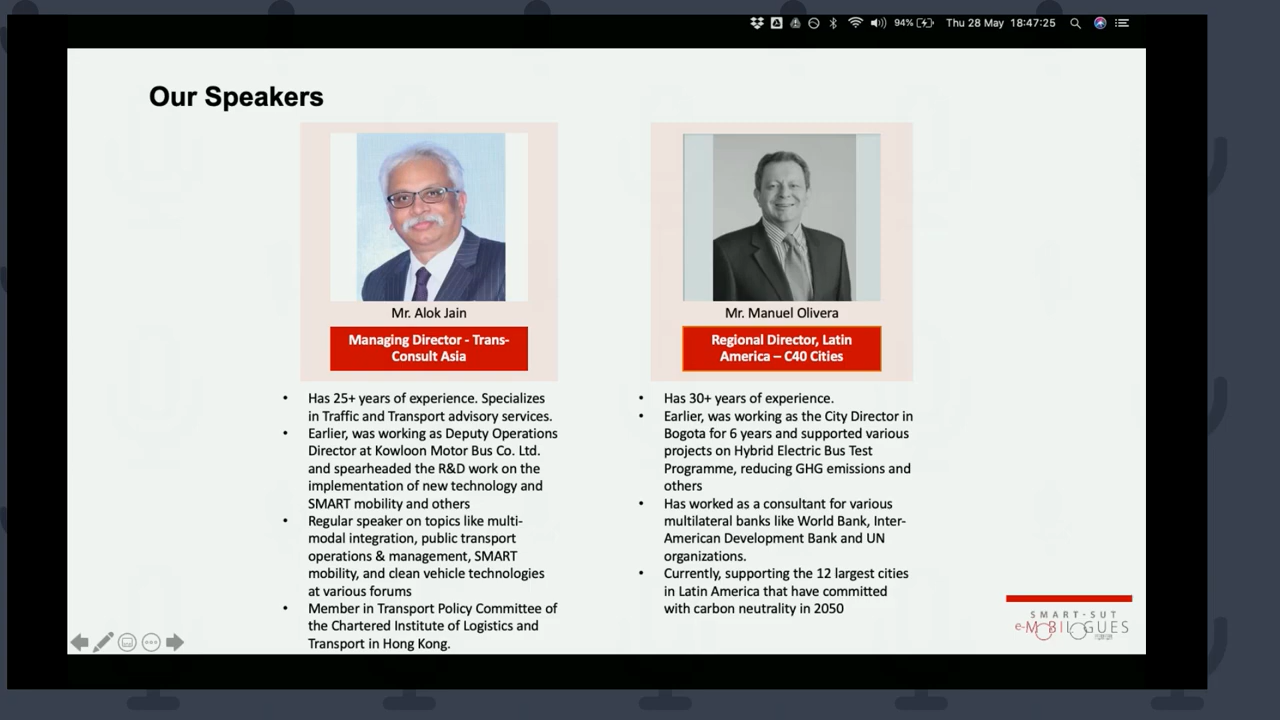 94%
Thu 28 May 18:47:25
Our Speakers
Mr. Alok Jain
Managing Director - Trans-
Consult Asia
• Has 25+ years of experience. Specializes
in Traffic and Transport advisory services.
• Earlier, was working as Deputy Operations
Director at Kowloon Motor Bus Co. Ltd.
and spearheaded the R&D work on the
implementation of new technology and
SMART mobility and others
• Regular speaker on topics like multi-
modal integration, public transport
operations & management, SMART
mobility, and clean vehicle technologies
at various forums
• Member in Transport Policy Committee of
the Chartered Institute of Logistics and
Transport in Hong Kong.
Mr. Manuel Olivera
Regional Director, Latin
America – C40 Cities
• Has 30+ years of experience.
• Earlier, was working as the City Director in
Bogota for 6 years and supported various
projects on Hybrid Electric Bus Test
Programme, reducing GHG emissions and
others
• Has worked as a consultant for various
multilateral banks like World Bank, Inter-
American Development Bank and UN
organizations.
• Currently, supporting the 12 largest cities
in Latin America that have committed
with carbon neutrality in 2050
SMART-SUT
e-MOBILOGUES